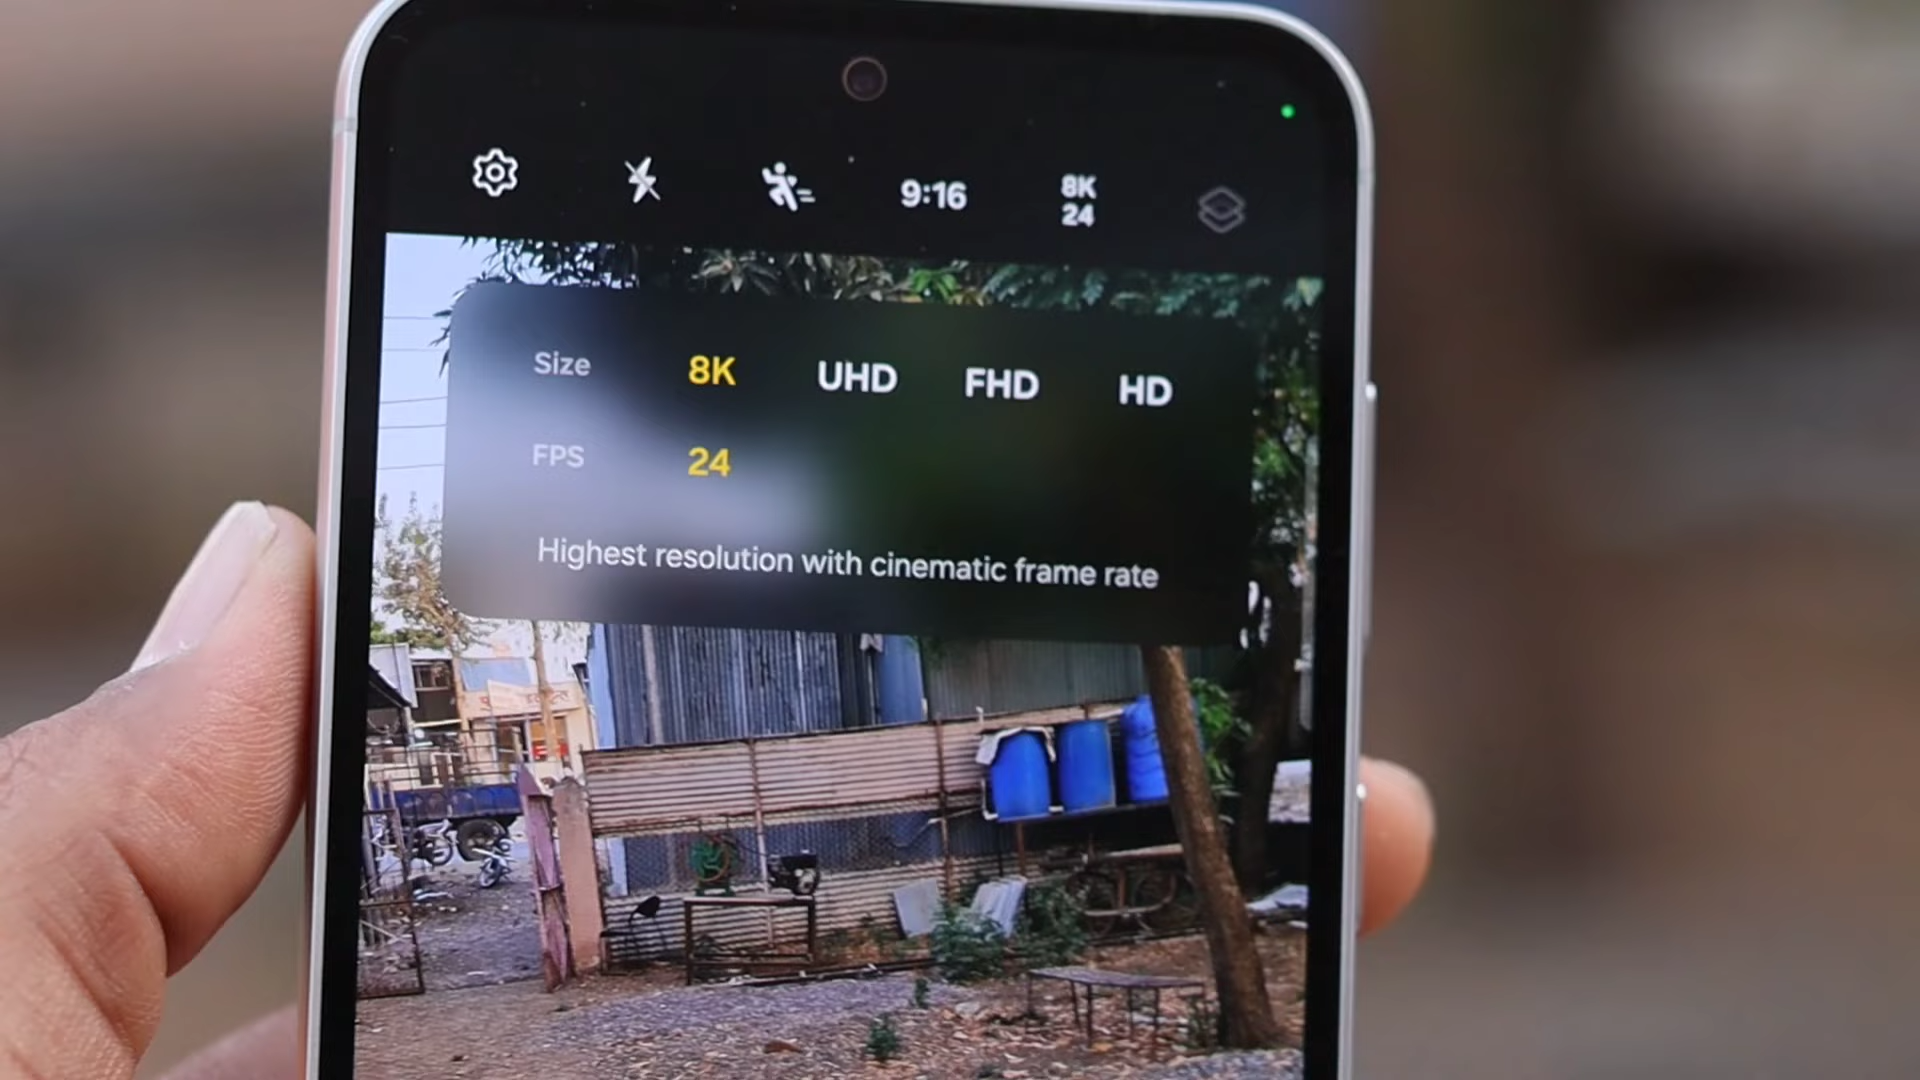 9:16
8K
24
Size 8K UHD FHD HD
FPS 24
Highest resolution with cinematic frame rate